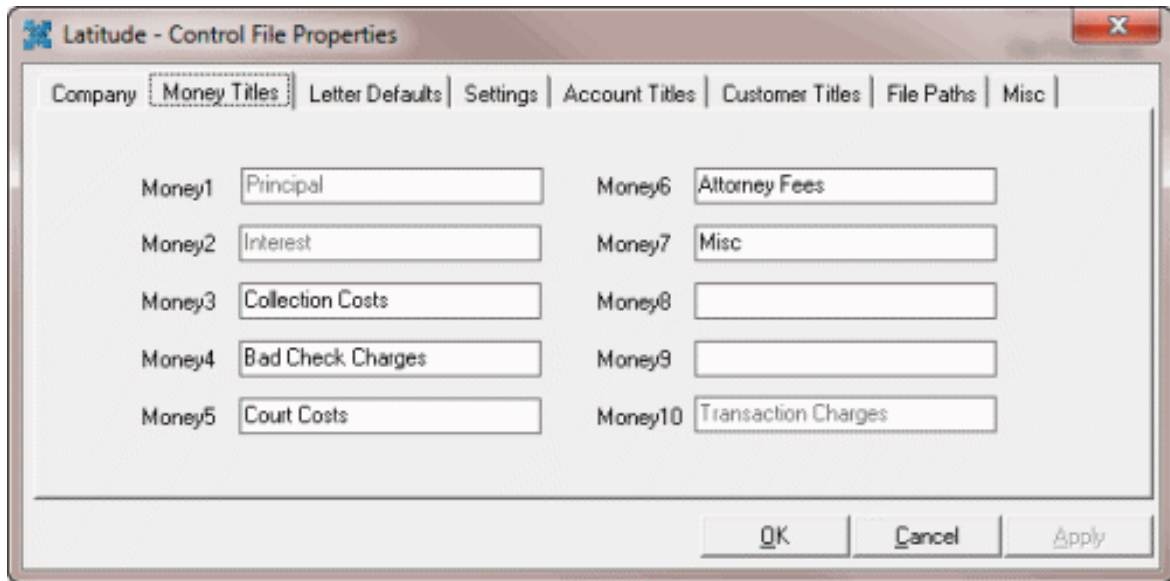 Latitude - Control File Properties
Company Money Titles Letter Defaults Settings Account Titles Customer Titles File Paths Misc
Money1 Principal Money6 Attorney Fees
Money2 Interest Money7 Misc
Money3 Collection Costs Money8
Money4 Bad Check Charges Money9
Money5 Court Costs Money10 Transaction Charges
OK Cancel Apply